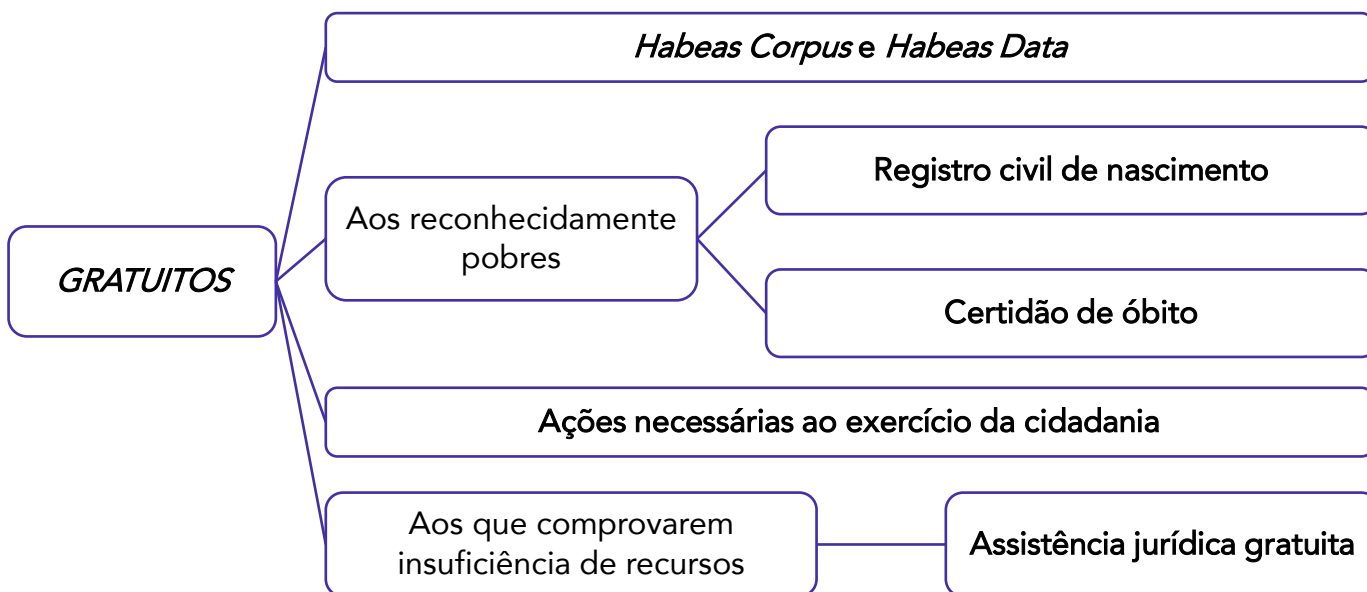 Habeas Corpus e Habeas Data
Registro civil de nascimento
Aos reconhecidamente
pobres
GRATUITOS
Certidão de óbito
Ações necessárias ao exercício da cidadania
Aos que comprovarem
insuficiência de recursos
Assistência jurídica gratuita